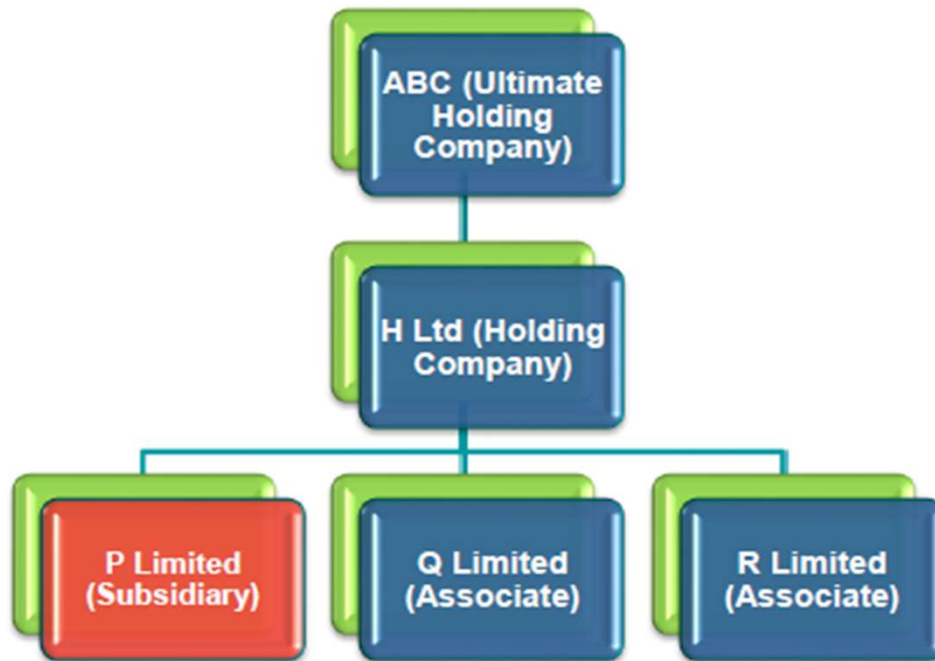 ABC (Ultimate
Holding
Company)
H Ltd (Holding
Company)
P Limited
(Subsidiary)
Q Limited
(Associate)
R Limited
(Associate)